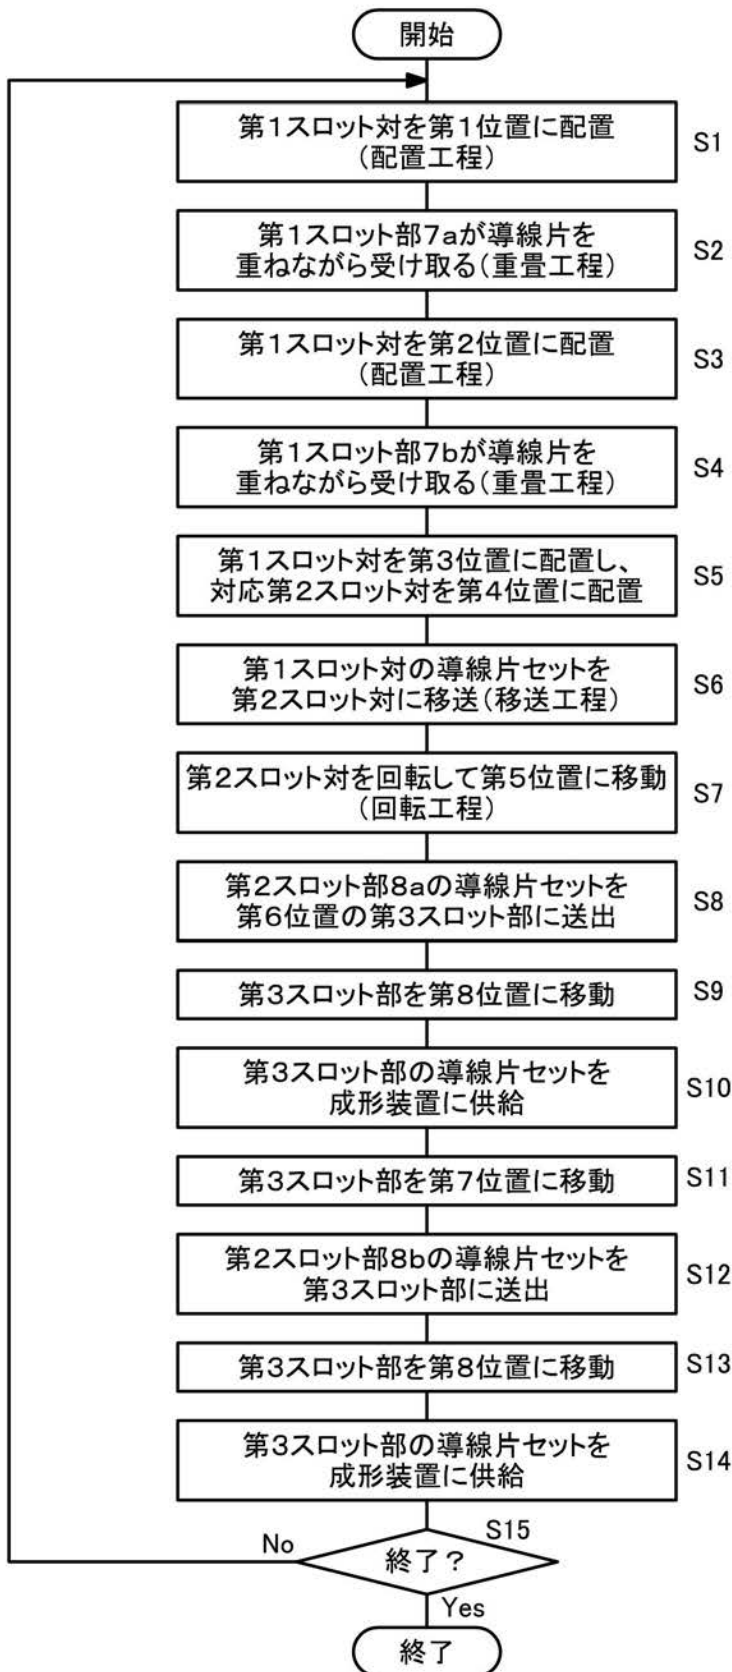 開始
第1スロット対を第1位置に配置
(配置工程)
S1
第1スロット部7aが導線片を
重ねながら受け取る(重畳工程)
S2
第1スロット対を第2位置に配置
(配置工程)
S3
第1スロット部7bが導線片を
重ねながら受け取る(重畳工程)
S4
第1スロット対を第3位置に配置し、
対応第2スロット対を第4位置に配置
S5
第1スロット対の導線片セットを
第2スロット対に移送(移送工程)
S6
第2スロット対を回転して第5位置に移動
(回転工程)
S7
第2スロット部8aの導線片セットを
第6位置の第3スロット部に送出
S8
第3スロット部を第8位置に移動
S9
第3スロット部の導線片セットを
成形装置に供給
S10
第3スロット部を第7位置に移動
S11
第2スロット部8bの導線片セットを
第3スロット部に送出
S12
第3スロット部を第8位置に移動
S13
第3スロット部の導線片セットを
成形装置に供給
S14
S15
No
終了?
Yes
終了